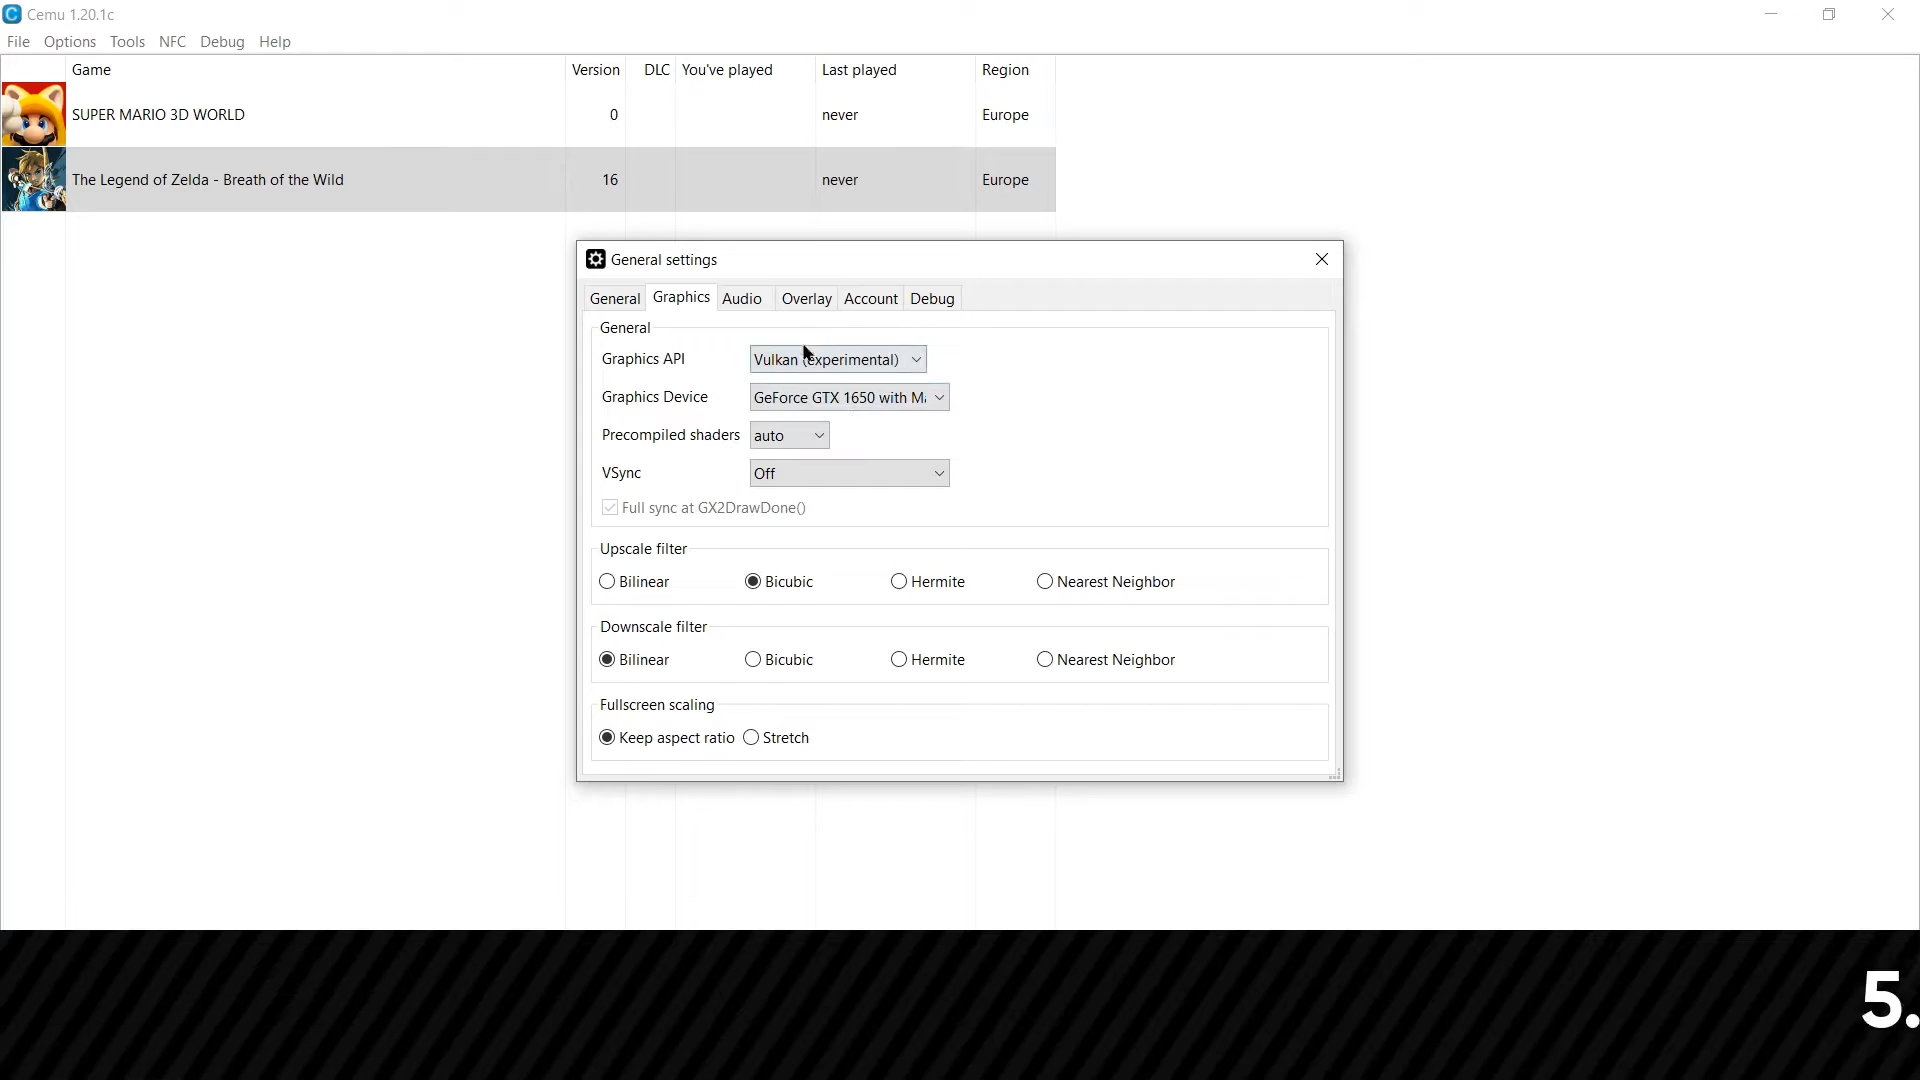 Cemu 1.20.1c
File Options Tools NFC Debug Help
Game Version DLC You've played Last played Region
SUPER MARIO 3D WORLD 0 never Europe
The Legend of Zelda - Breath of the Wild 16 never Europe
General settings
General Graphics Audio Overlay Account Debug
General
Graphics API Vulkan (experimental)
Graphics Device GeForce GTX 1650 with Ma
Precompiled shaders auto
VSync Off
Full sync at GX2DrawDone()
Upscale filter
Bilinear Bicubic Hermite Nearest Neighbor
Downscale filter
Bilinear Bicubic Hermite Nearest Neighbor
Fullscreen scaling
Keep aspect ratio Stretch
5.